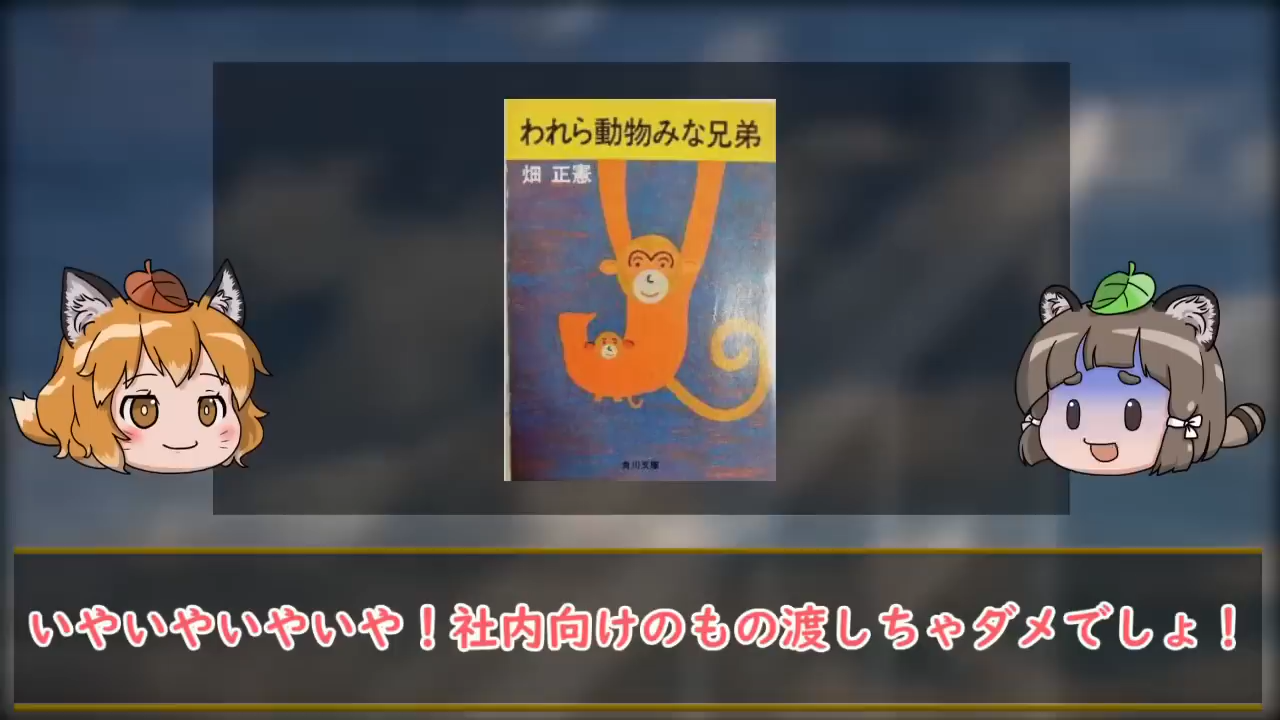 われら動物みな兄弟
畑 正憲
角川文庫
いやいやいやいや！社内向けのもの渡しちゃダメでしょ！